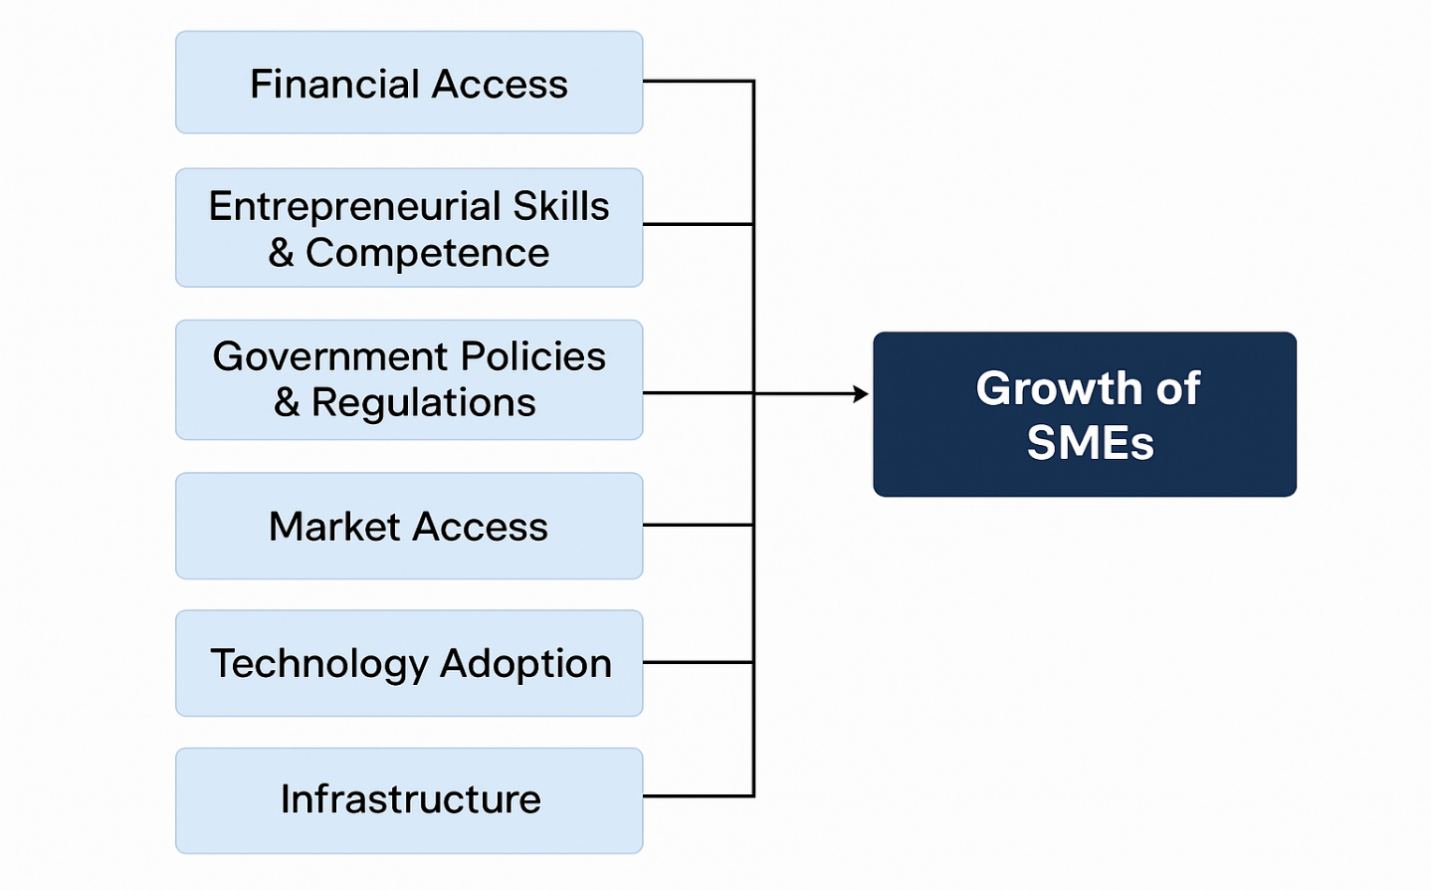 Financial Access
Entrepreneurial Skills
& Competence
Government Policies
& Regulations
Market Access
Technology Adoption
Infrastructure
Growth of
SMEs